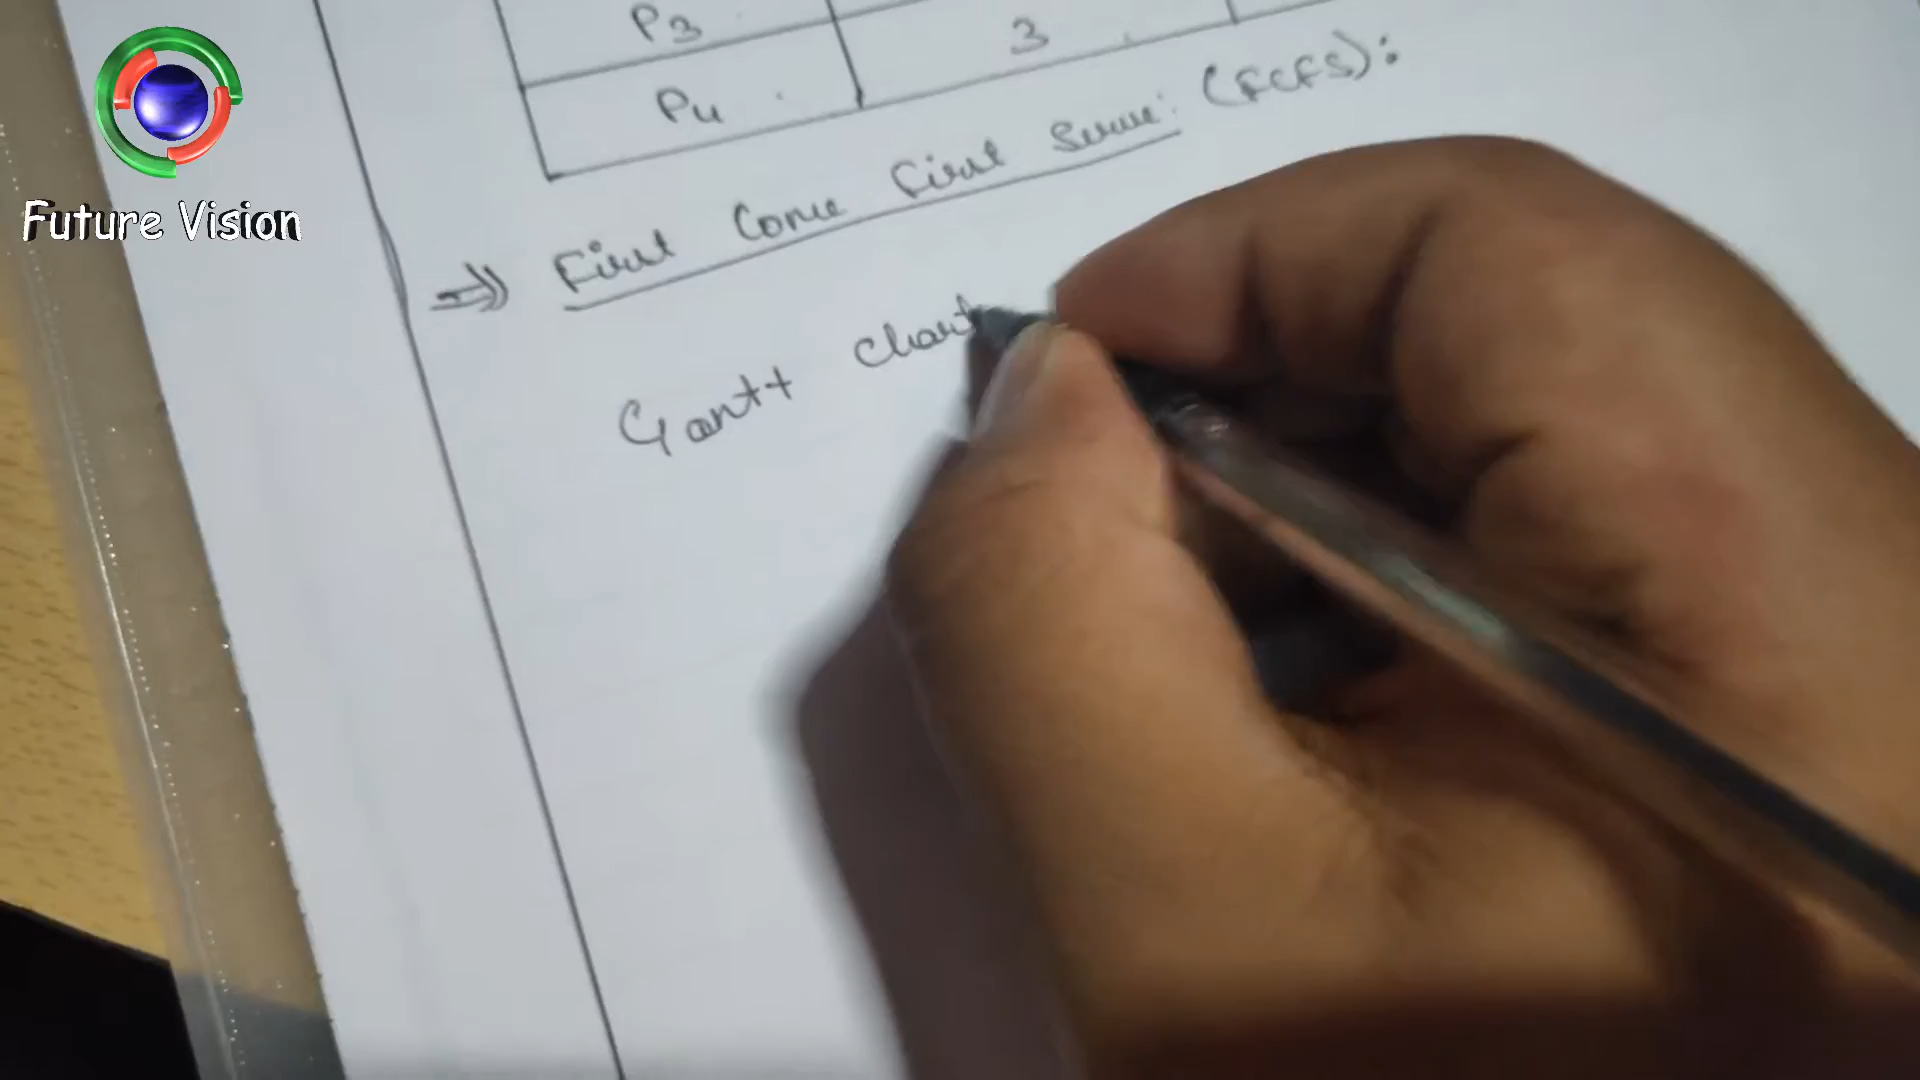 Future Vision
P3
P4 3
⇒ First Come First Serve: (FCFS):
Gantt Chart